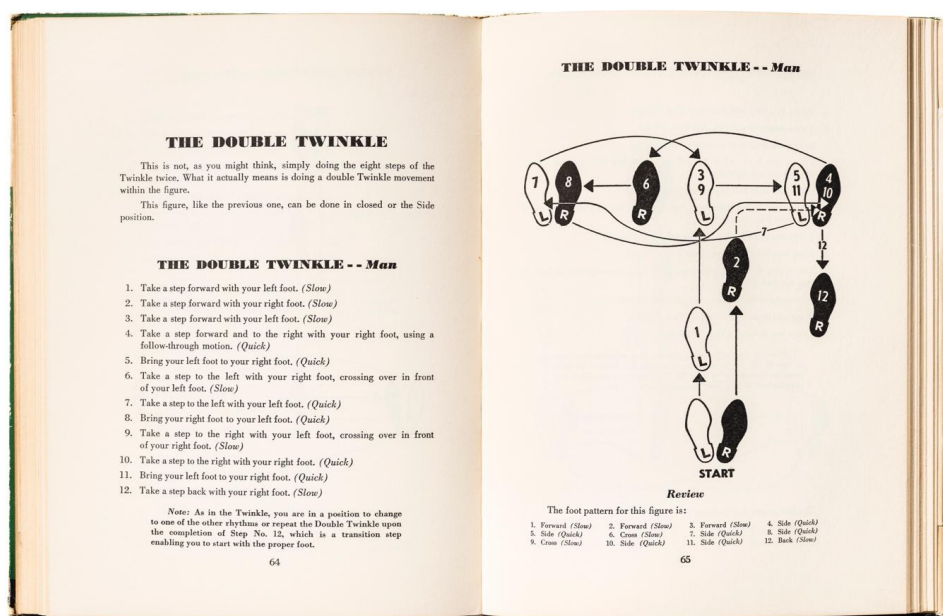 THE DOUBLE TWINKLE
This is not, as you might think, simply doing the eight steps of the
Twinkle twice. What it actually means is doing a double Twinkle movement
within the figure.
This figure, like the previous one, can be done in closed or the Side
position.
THE DOUBLE TWINKLE - - Man
1. Take a step forward with your left foot. (Slow)
2. Take a step forward with your right foot. (Slow)
3. Take a step forward with your left foot. (Slow)
4. Take a step forward and to the right with your right foot, using a
follow-through motion. (Quick)
5. Bring your left foot to your right foot. (Quick)
6. Take a step to the left with your right foot, crossing over in front
of your left foot. (Slow)
7. Take a step to the left with your left foot. (Quick)
8. Bring your right foot to your left foot. (Quick)
9. Take a step to the right with your left foot, crossing over in front
of your right foot. (Slow)
10. Take a step to the right with your right foot. (Quick)
11. Bring your left foot to your right foot. (Quick)
12. Take a step back with your right foot. (Slow)
Note: As in the Twinkle, you are in a position to change
to one of the other rhythms or repeat the Double Twinkle upon
the completion of Step No. 12, which is a transition step
enabling you to start with the proper foot.
64
THE DOUBLE TWINKLE - - Man
7 8 6 3 5 4
9 11 10
L R R L L R
7
12
2
R
12
R
1
L
L R
START
Review
The foot pattern for this figure is:
1. Forward (Slow) 2. Forward (Slow) 3. Forward (Slow) 4. Side (Quick)
5. Side (Quick) 6. Cross (Slow) 7. Side (Quick) 8. Side (Quick)
9. Cross (Slow) 10. Side (Quick) 11. Side (Quick) 12. Back (Slow)
65